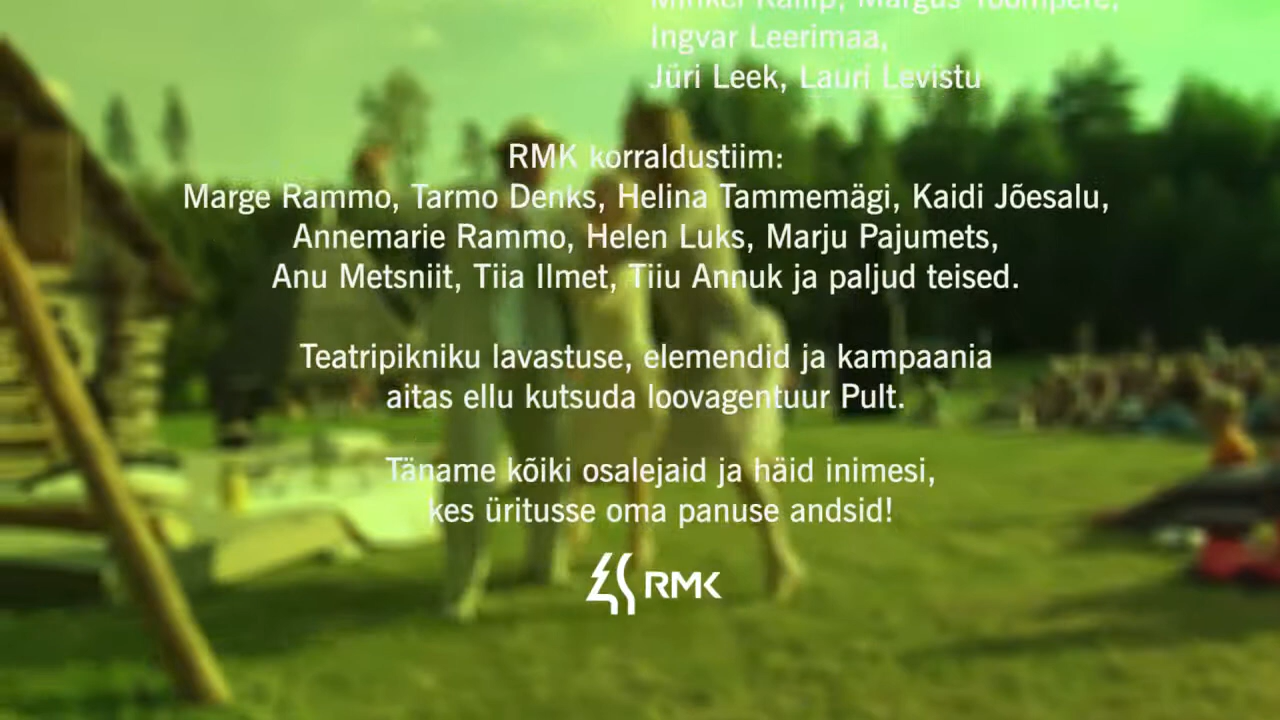 Ingvar Leerimaa,
Jüri Leek, Lauri Levistu
RMK korraldustiim:
Marge Rammo, Tarmo Denks, Helina Tammemägi, Kaidi Jõesalu,
Annemarie Rammo, Helen Luks, Marju Pajumets,
Anu Metsniit, Tiia Ilmet, Tiiu Annuk ja paljud teised.
Teatripikniku lavastuse, elemendid ja kampaania
aitas ellu kutsuda loovagentuur Pult.
Täname kõiki osalejaid ja häid inimesi,
kes üritusse oma panuse andsid!
RMK